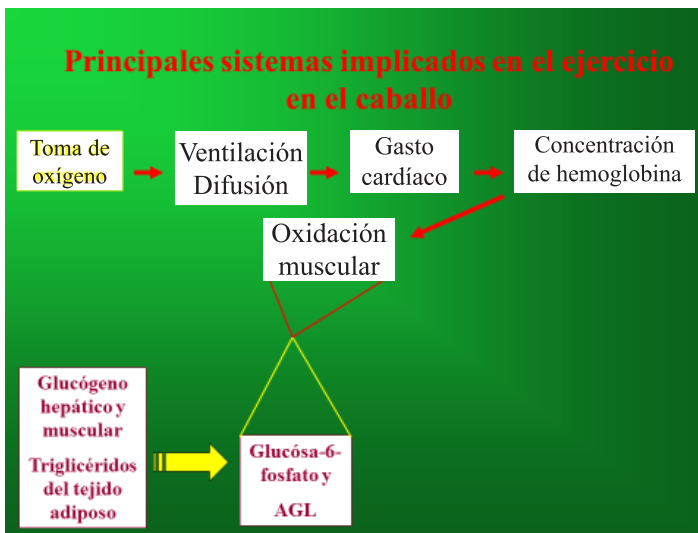 Principales sistemas implicados en el ejercicio
en el caballo
Toma de
oxígeno
Ventilación
Difusión
Gasto
cardíaco
Concentración
de hemoglobina
Oxidación
muscular
Glucógeno
hepático y
muscular
Triglicéridos
del tejido
adiposo
Glucósa-6-
fosfato y
AGL